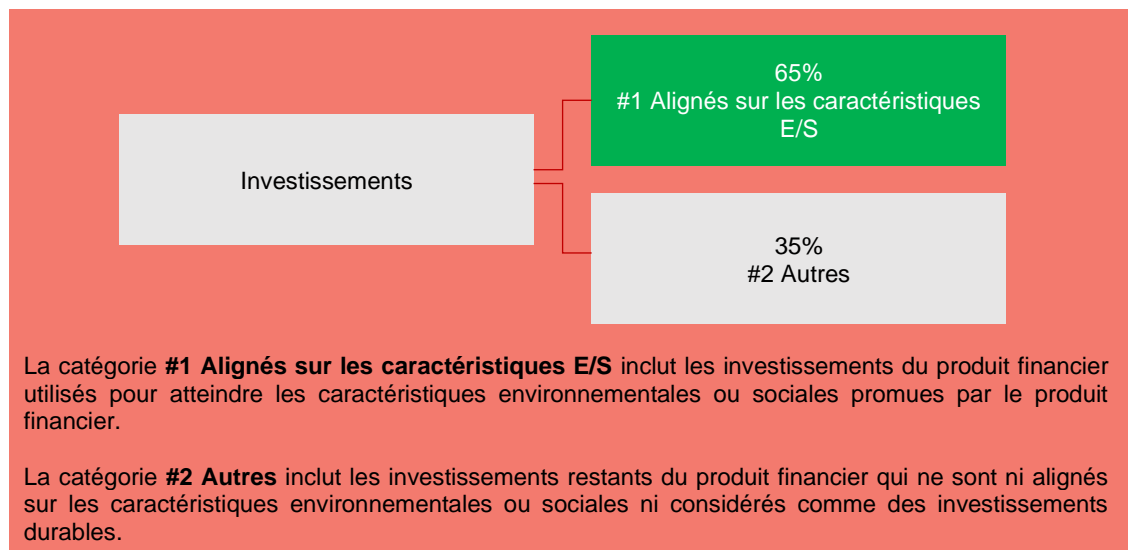 65%
#1 Alignés sur les caractéristiques
E/S
Investissements
35%
#2 Autres
La catégorie #1 Alignés sur les caractéristiques E/S inclut les investissements du produit financier
utilisés pour atteindre les caractéristiques environnementales ou sociales promues par le produit
financier.
La catégorie #2 Autres inclut les investissements restants du produit financier qui ne sont ni alignés
sur les caractéristiques environnementales ou sociales ni considérés comme des investissements
durables.